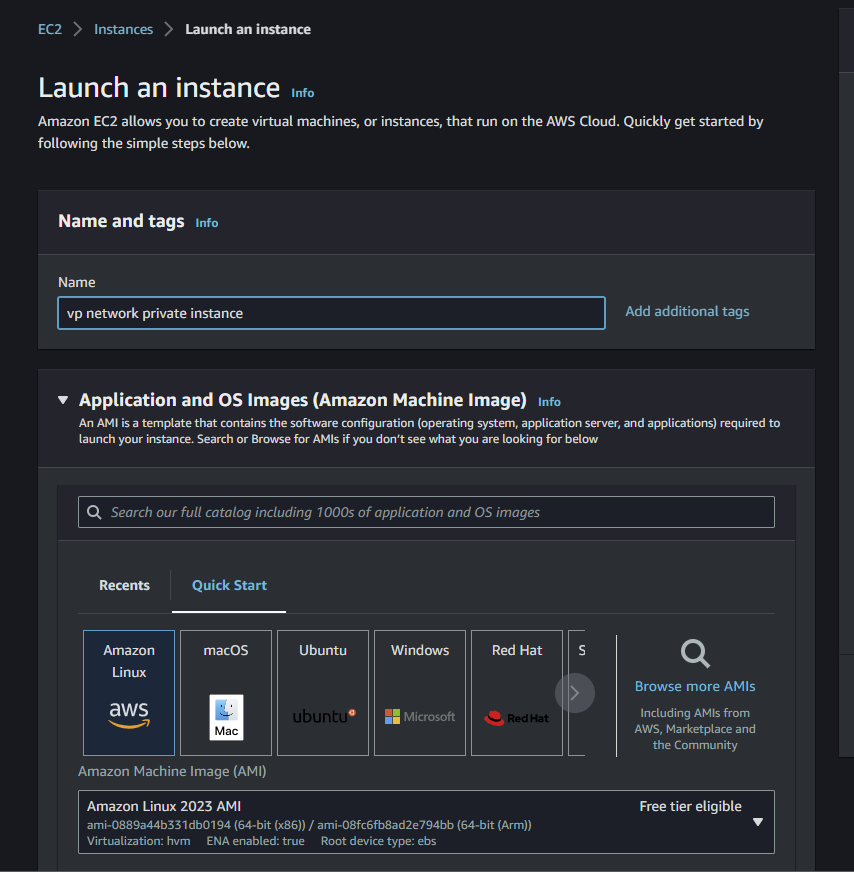 EC2 > Instances > Launch an instance
Launch an instance Info
Amazon EC2 allows you to create virtual machines, or instances, that run on the AWS Cloud. Quickly get started by
following the simple steps below.
Name and tags Info
Name
vp network private instance
Add additional tags
Application and OS Images (Amazon Machine Image) Info
An AMI is a template that contains the software configuration (operating system, application server, and applications) required to
launch your instance. Search or Browse for AMIs if you don't see what you are looking for below
Search our full catalog including 1000s of application and OS images
Recents
Quick Start
Amazon
Linux
aws
macOS
Mac
Ubuntu
ubuntu
Windows
Microsoft
Red Hat
Red Hat
S
Browse more AMIs
Including AMIs from
AWS, Marketplace and
the Community
Amazon Machine Image (AMI)
Amazon Linux 2023 AMI
Free tier eligible
ami-0889a44b331db0194 (64-bit (x86)) / ami-08fc6fb8ad2e794bb (64-bit (Arm))
Virtualization: hvm ENA enabled: true Root device type: ebs